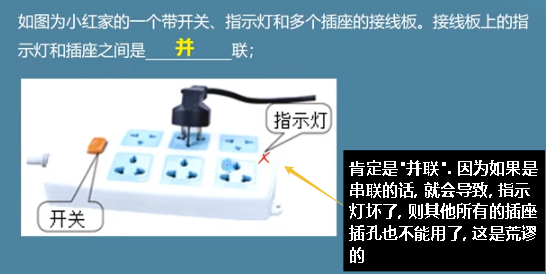 如图为小红家的一个带开关、指示灯和多个插座的接线板。接线板上的指
示灯和插座之间是并联；
指示灯
开关
肯定是"并联". 因为如果是
串联的话, 就会导致, 指示
灯坏了, 则其他所有的插座
插孔也不能用了, 这是荒谬
的